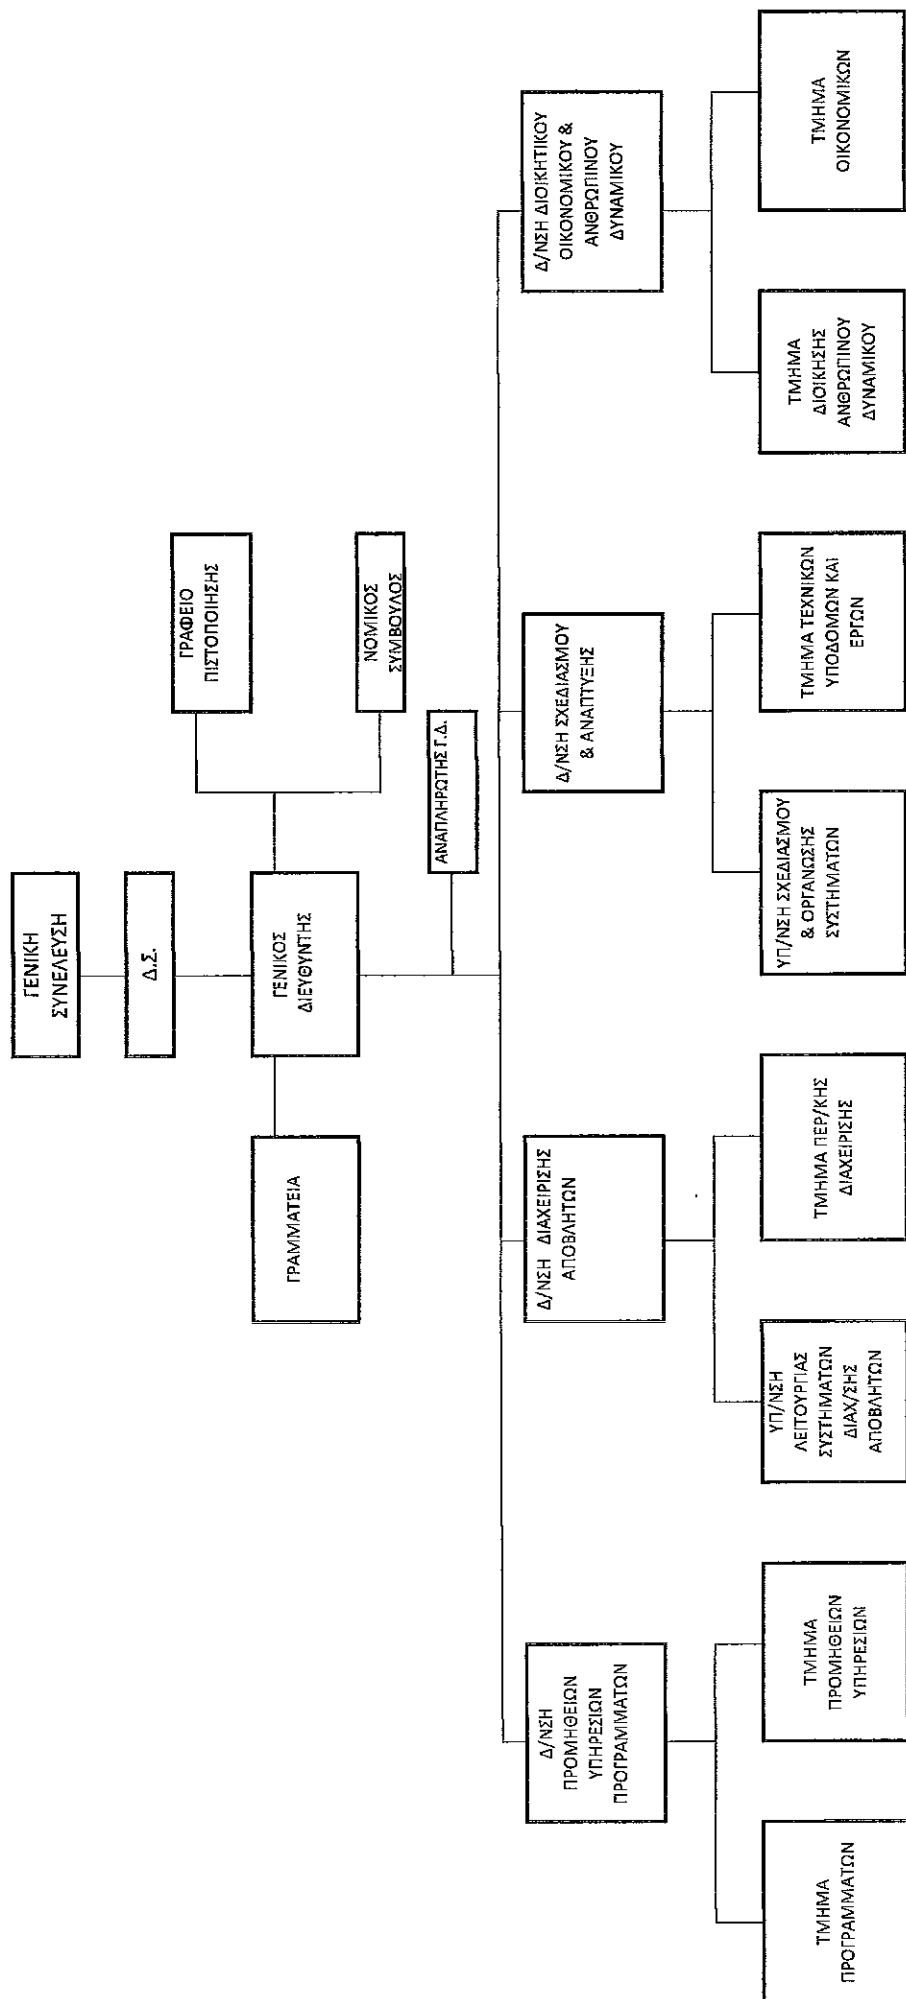 ΓΕΝΙΚΗ
ΣΥΝΕΛΕΥΣΗ
Δ.Σ.
ΓΡΑΦΕΙΟ
ΠΙΣΤΟΠΟΙΗΣΗΣ
ΓΡΑΜΜΑΤΕΙΑ
ΓΕΝΙΚΟΣ
ΔΙΕΥΘΥΝΤΗΣ
ΝΟΜΙΚΟΣ
ΣΥΜΒΟΥΛΟΣ
ΑΝΑΠΛΗΡΩΤΗΣ Γ.Δ.
Δ/ΝΣΗ
ΠΡΟΜΗΘΕΙΩΝ
ΥΠΗΡΕΣΙΩΝ
ΠΡΟΓΡΑΜΜΑΤΩΝ
Δ/ΝΣΗ ΔΙΑΧΕΙΡΙΣΗΣ
ΑΠΟΒΛΗΤΩΝ
Δ/ΝΣΗ ΣΧΕΔΙΑΣΜΟΥ
& ΑΝΑΠΤΥΞΗΣ
Δ/ΝΣΗ ΔΙΟΙΚΗΤΙΚΟΥ
ΟΙΚΟΝΟΜΙΚΟΥ &
ΑΝΘΡΩΠΙΝΟΥ
ΔΥΝΑΜΙΚΟΥ
ΤΜΗΜΑ
ΠΡΟΓΡΑΜΜΑΤΩΝ
ΤΜΗΜΑ
ΠΡΟΜΗΘΕΙΩΝ
ΥΠΗΡΕΣΙΩΝ
ΥΠ/ΝΣΗ
ΛΕΙΤΟΥΡΓΙΑΣ
ΣΥΣΤΗΜΑΤΩΝ
ΔΙΑΧ/ΣΗΣ
ΑΠΟΒΛΗΤΩΝ
ΤΜΗΜΑ ΠΕΡ/ΚΗΣ
ΔΙΑΧΕΙΡΙΣΗΣ
ΥΠ/ΝΣΗ ΣΧΕΔΙΑΣΜΟΥ
& ΟΡΓΑΝΩΣΗΣ
ΣΥΣΤΗΜΑΤΩΝ
ΤΜΗΜΑ ΤΕΧΝΙΚΩΝ
ΥΠΟΔΟΜΩΝ ΚΑΙ
ΕΡΓΩΝ
ΤΜΗΜΑ
ΔΙΟΙΚΗΣΗΣ
ΑΝΘΡΩΠΙΝΟΥ
ΔΥΝΑΜΙΚΟΥ
ΤΜΗΜΑ
ΟΙΚΟΝΟΜΙΚΩΝ